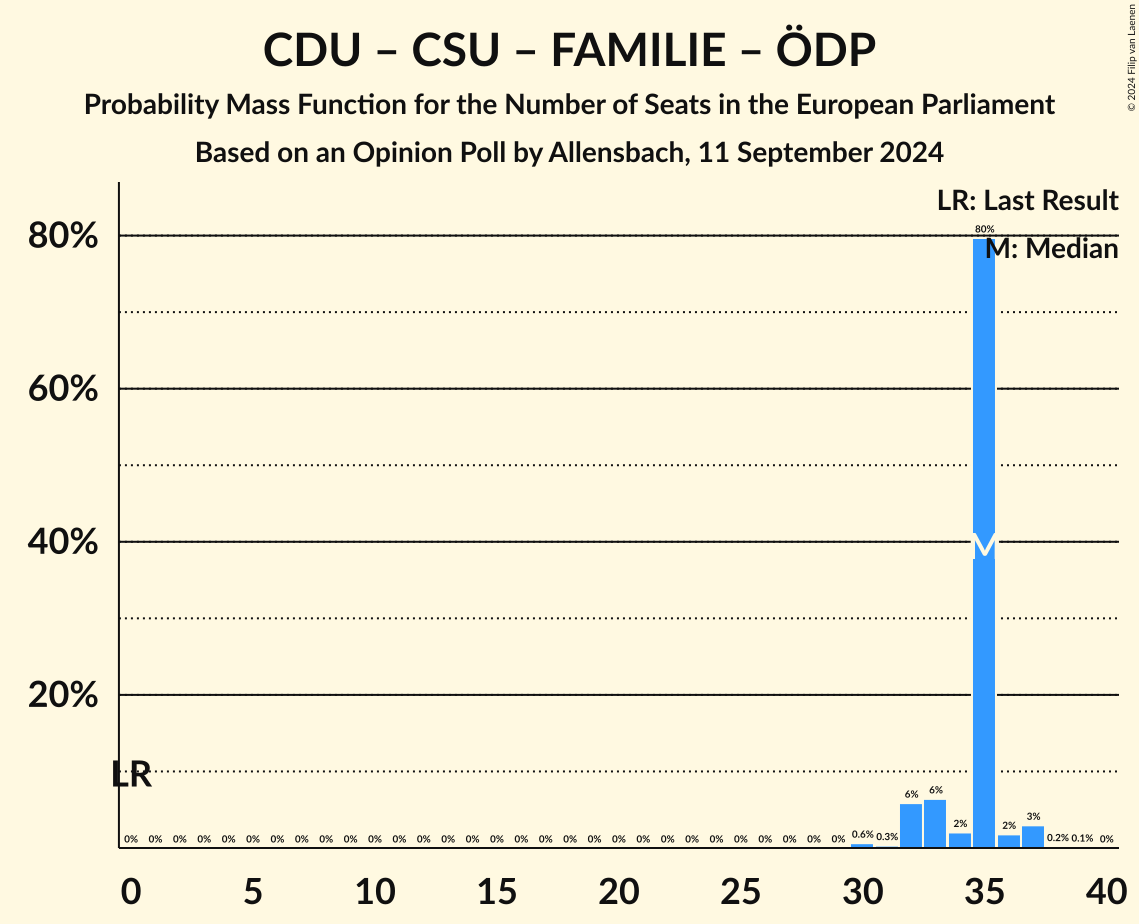 CDU – CSU – FAMILIE – ÖDP
Probability Mass Function for the Number of Seats in the European Parliament
Based on an Opinion Poll by Allensbach, 11 September 2024
© 2024 Filip van Laenen
LR: Last Result
M: Median
80%
60%
40%
20%
LR
M
0% 0% 0% 0% 0% 0% 0% 0% 0% 0% 0% 0% 0% 0% 0% 0% 0% 0% 0% 0% 0% 0% 0% 0% 0% 0% 0% 0% 0% 0% 0.6% 0.3% 6% 6% 2% 80% 2% 3% 0.2% 0.1% 0%
0 5 10 15 20 25 30 35 40